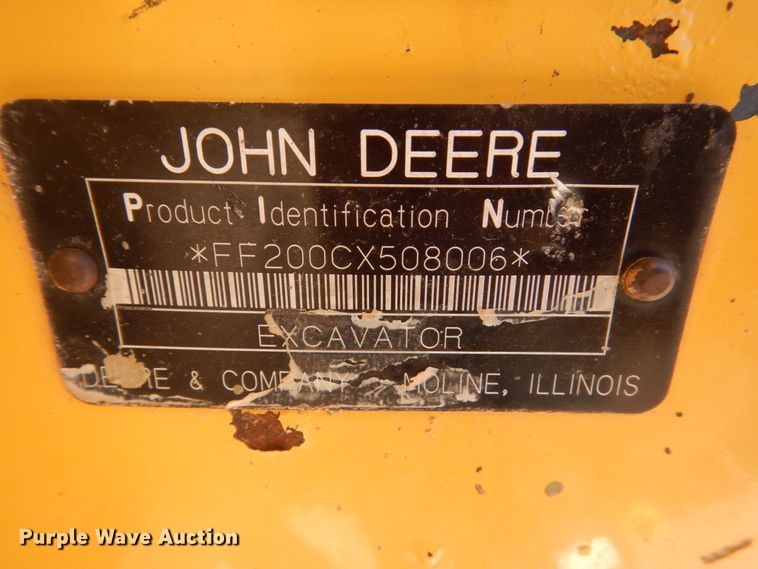 JOHN DEERE
Product Identification Number
*FF200CX508006*
EXCAVATOR
DEERE & COMPANY MOLINE, ILLINOIS
Purple Wave Auction